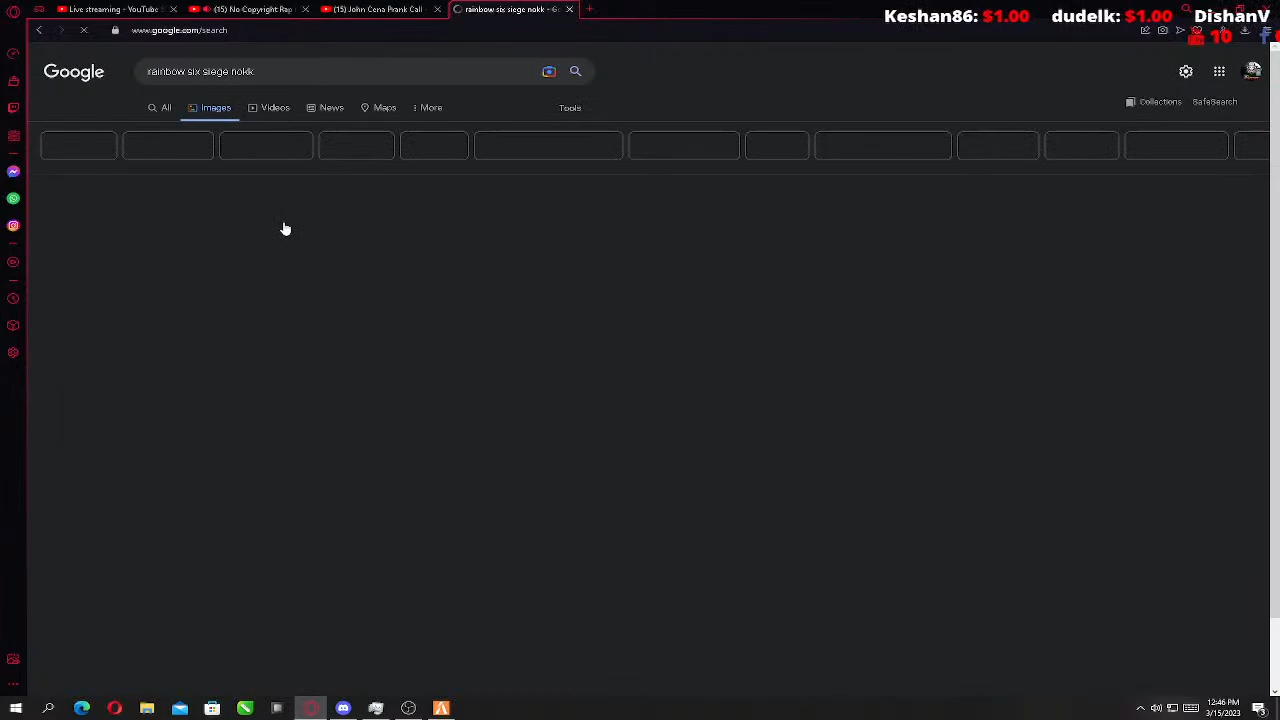 Live streaming - YouTube
(15) No-Copyright Rap
(15) John Cena Prank Call -
rainbow six siege nokk - G
Keshan86: $1.00 dudelk: $1.00 DishanV
10
www.google.com/search
Google
rainbow six siege nokk
All
Images
Videos
News
Maps
More
Tools
Collections
SafeSearch
12:46 PM
3/15/2023